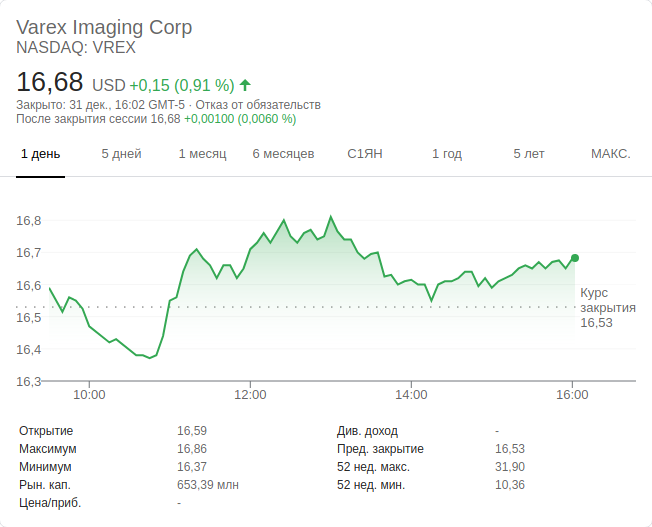 Varex Imaging Corp
NASDAQ: VREX
16,68 USD +0,15 (0,91 %)
Закрыто: 31 дек., 16:02 GMT-5 · Отказ от обязательств
После закрытия сессии 16,68 +0,00100 (0,0060 %)
1 день 5 дней 1 месяц 6 месяцев С1ЯН 1 год 5 лет МАКС.
16,8
16,7
16,6
16,5
16,4
16,3
Курс
закрытия
16,53
10:00 12:00 14:00 16:00
Открытие 16,59 Див. доход -
Максимум 16,86 Пред. закрытие 16,53
Минимум 16,37 52 нед. макс. 31,90
Рын. кап. 653,39 млн 52 нед. мин. 10,36
Цена/приб. -